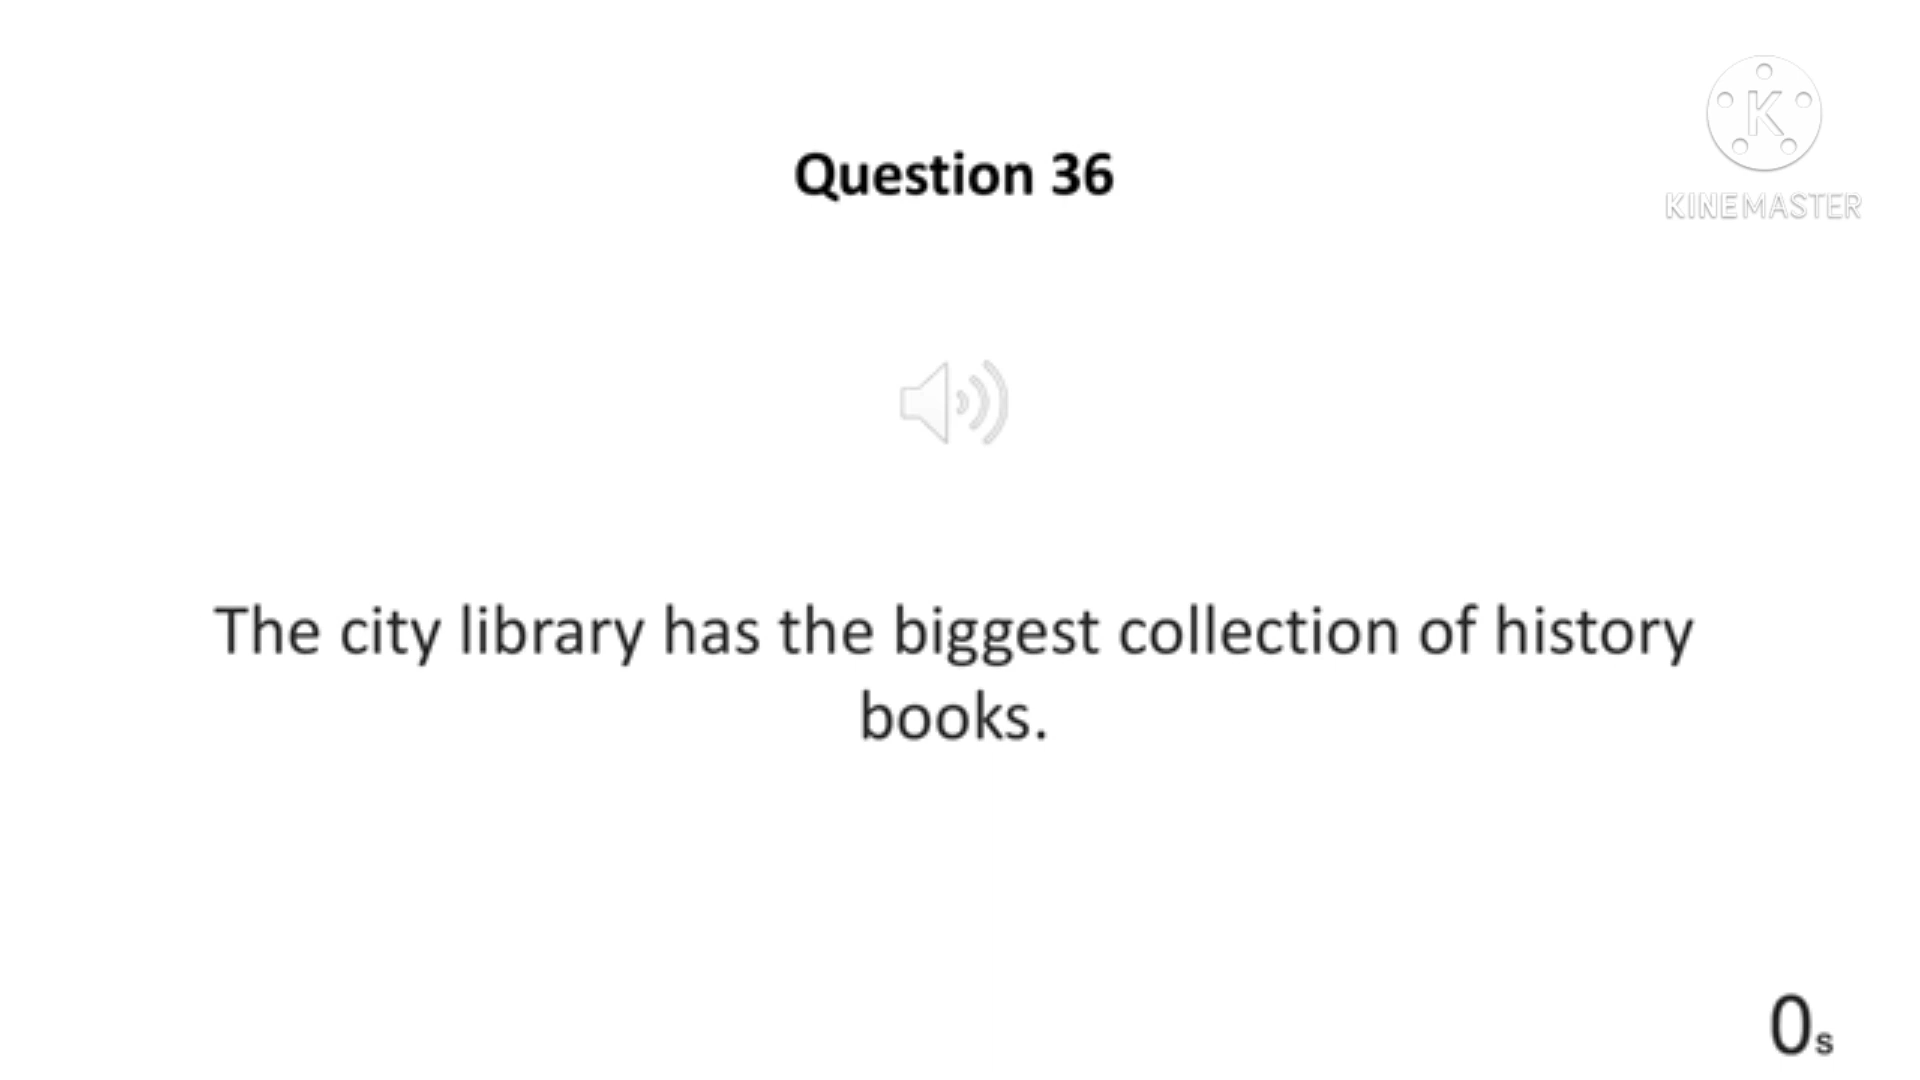 K
KINEMASTER
Question 36
The city library has the biggest collection of history
books.
0s